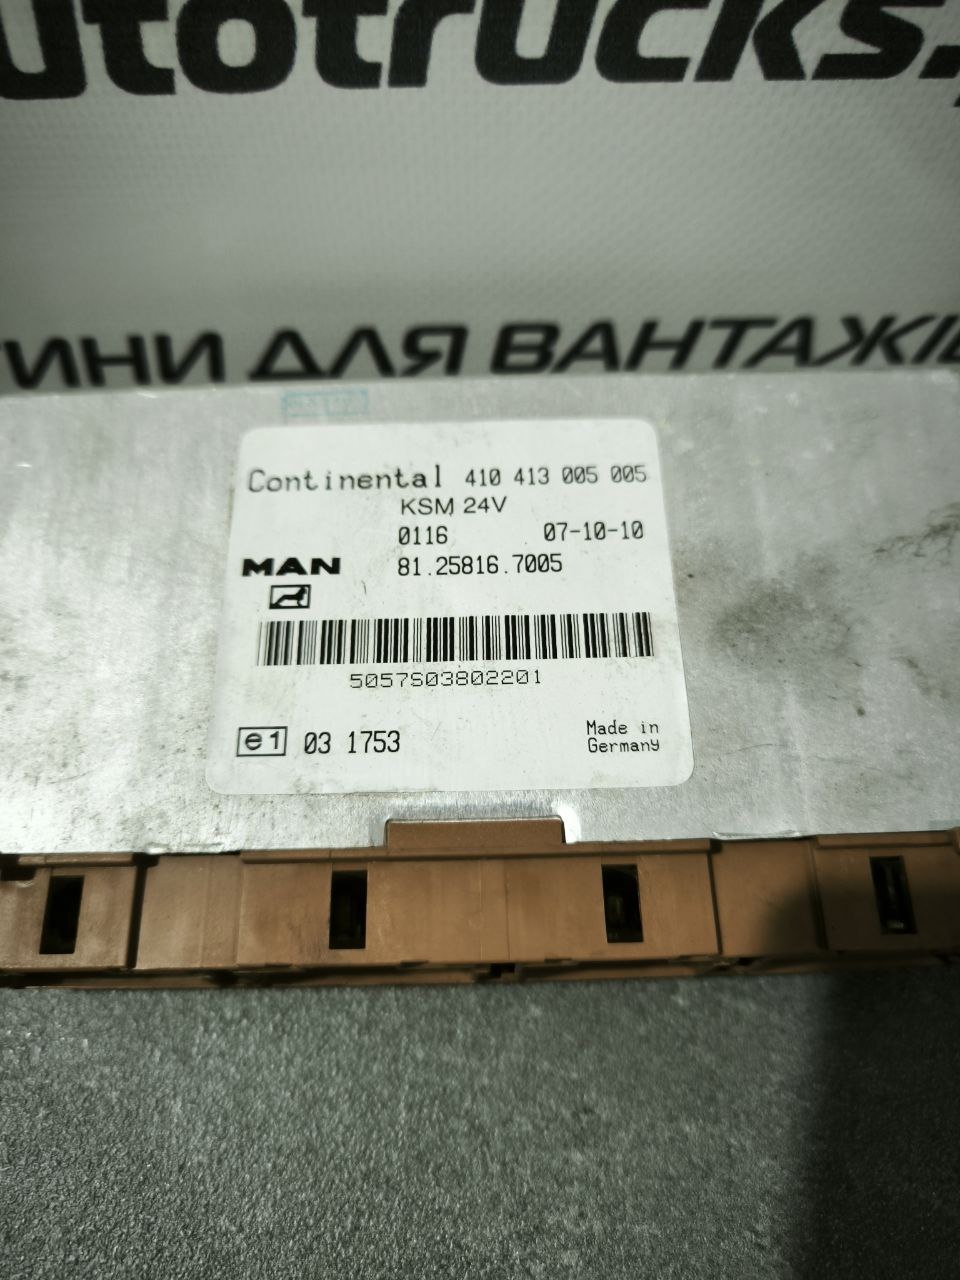 utotrucks.
ИНИ ДЛЯ ВАНТАЖІ
Continental 410 413 005 005
KSM 24V
0116 07-10-10
MAN 81.25816.7005
5057S03802201
e1 03 1753
Made in
Germany